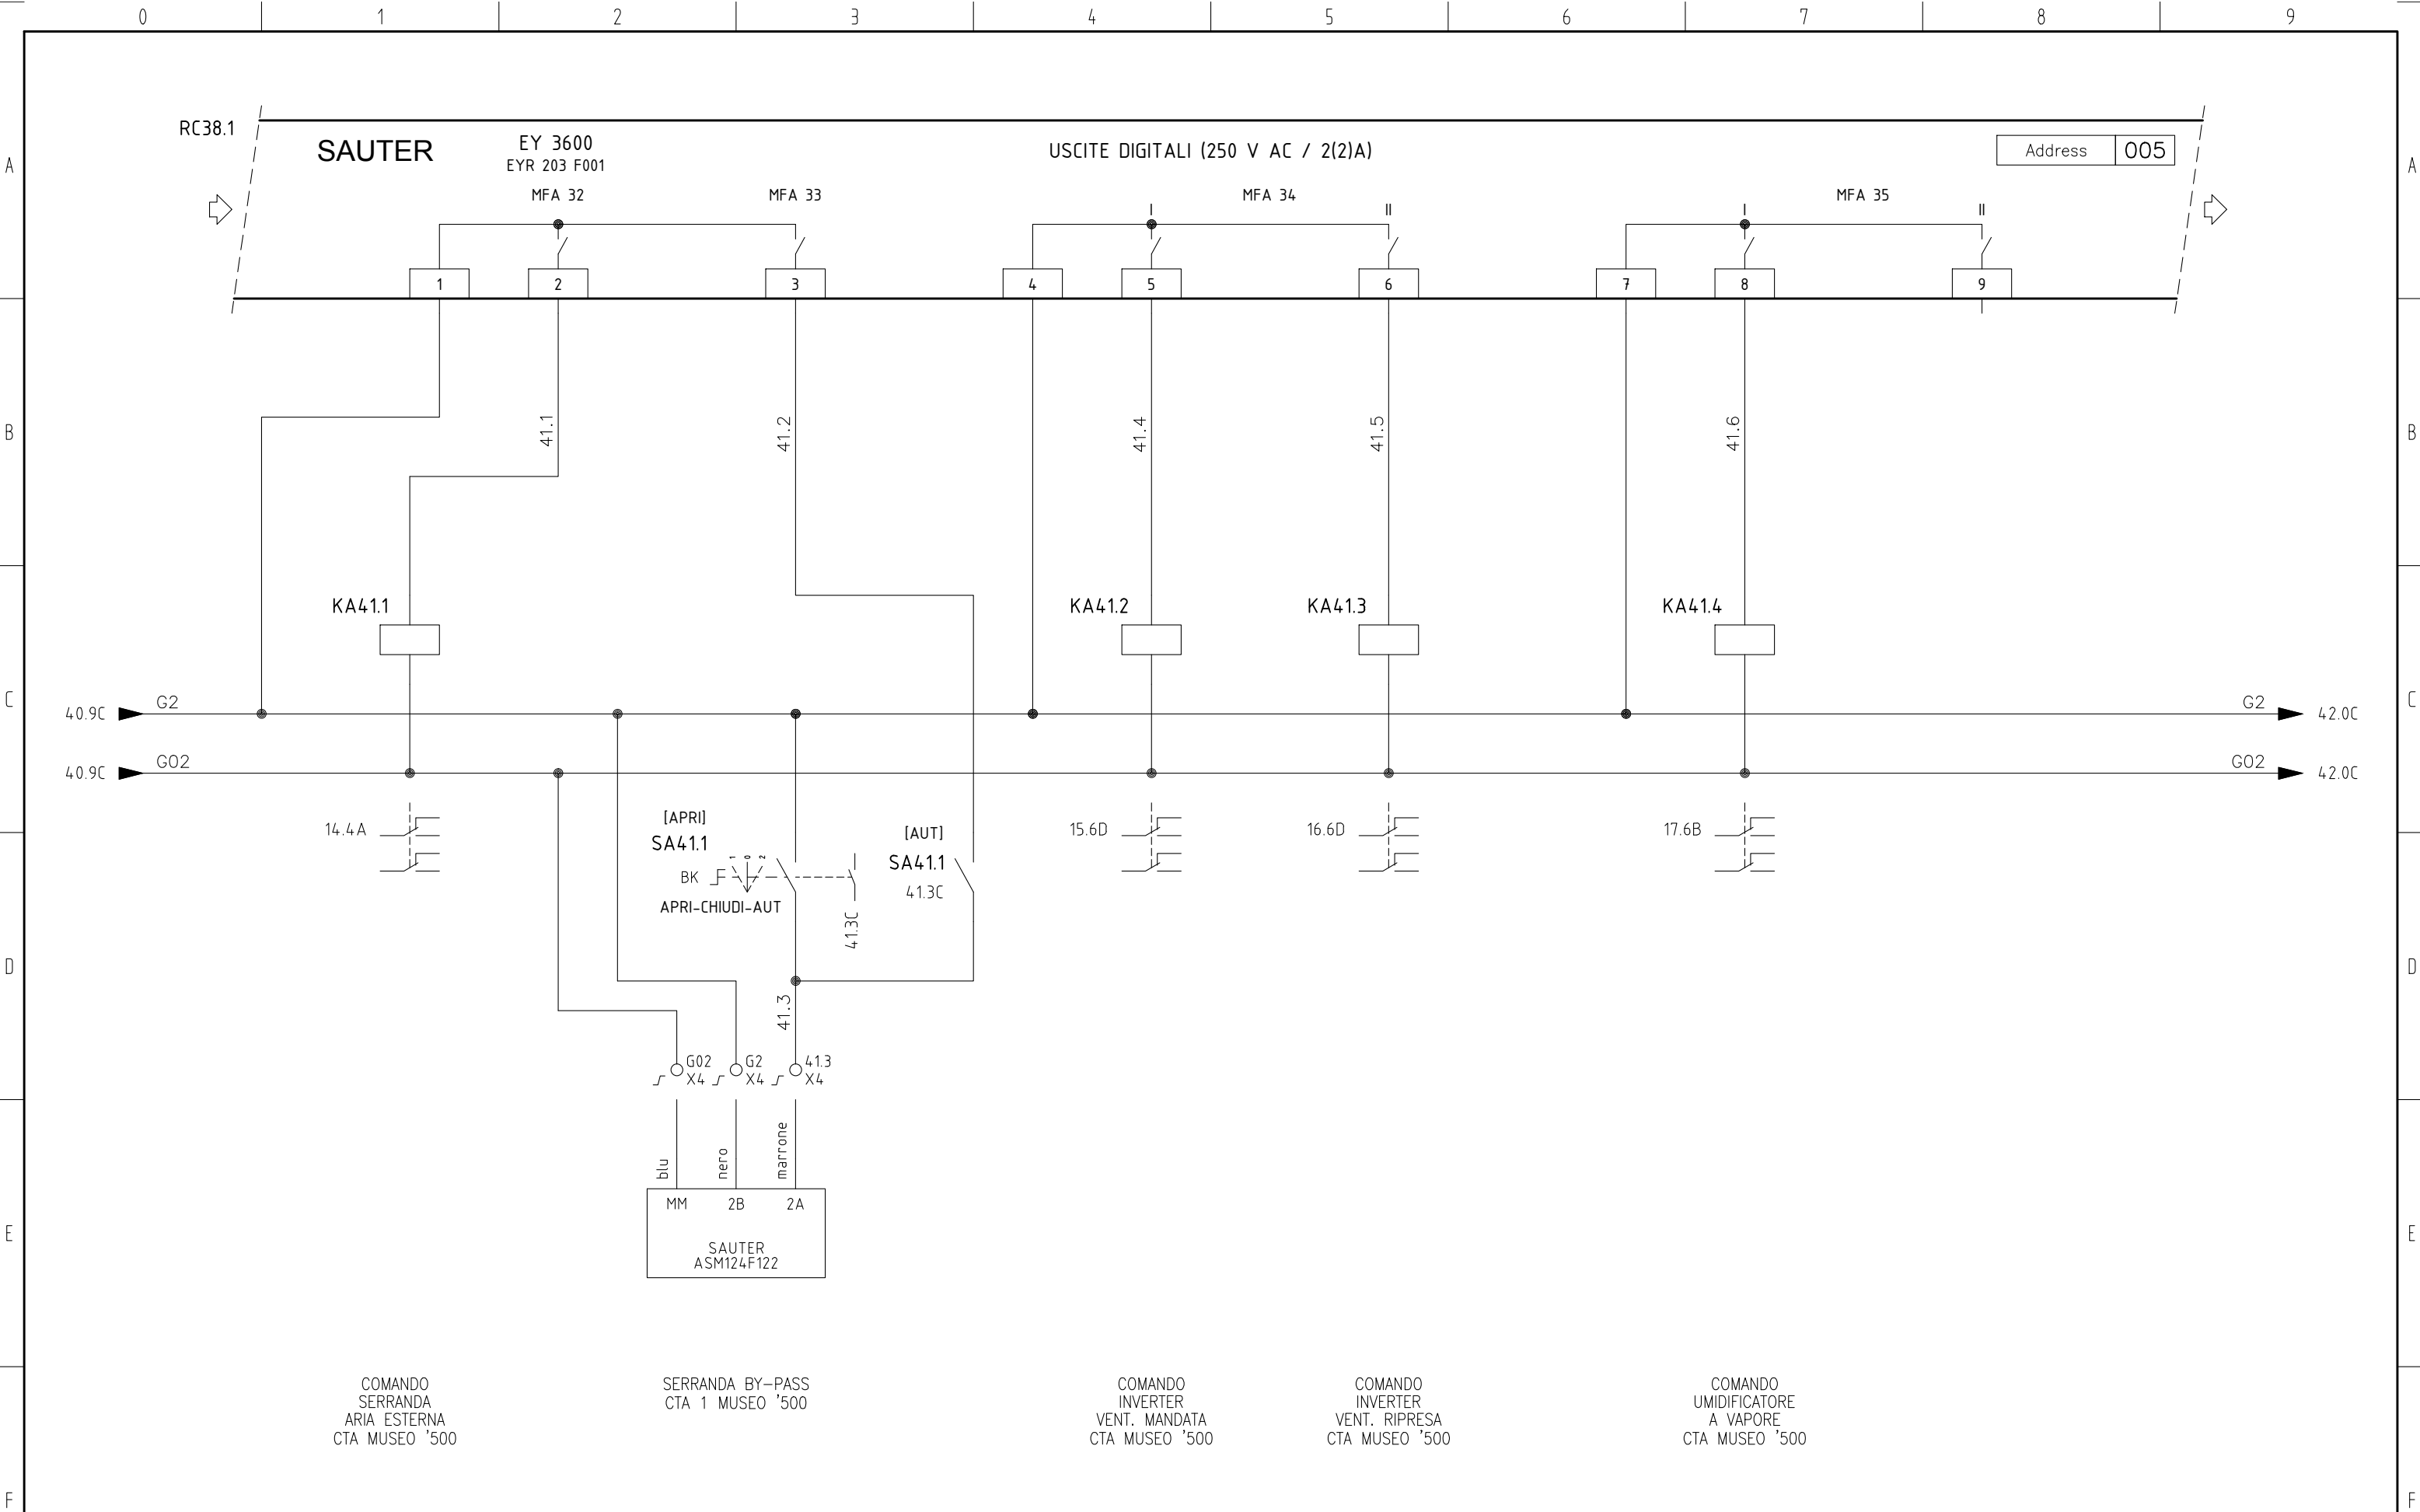 0 1 2 3 4 5 6 7 8 9
RC38.1
SAUTER
EY 3600
EYR 203 F001
USCITE DIGITALI (250 V AC / 2(2)A)
Address 005
A A
MFA 32 MFA 33 MFA 34 MFA 35
I II I II
1 2 3 4 5 6 7 8 9
B B
41.1 41.2 41.4 41.5 41.6
KA41.1 KA41.2 KA41.3 KA41.4
C C
40.9C G2 G2 42.0C
40.9C G02 G02 42.0C
14.4A 15.6D 16.6D 17.6B
[APRI]
SA41.1
1 0 2
BK
APRI-CHIUDI-AUT
41.3C
[AUT]
SA41.1
41.3C
D D
41.3
G02 G2 41.3
X4 X4 X4
blu nero marrone
MM 2B 2A
E E
SAUTER
ASM124F122
COMANDO
SERRANDA
ARIA ESTERNA
CTA MUSEO '500
SERRANDA BY-PASS
CTA 1 MUSEO '500
COMANDO
INVERTER
VENT. MANDATA
CTA MUSEO '500
COMANDO
INVERTER
VENT. RIPRESA
CTA MUSEO '500
COMANDO
UMIDIFICATORE
A VAPORE
CTA MUSEO '500
F F